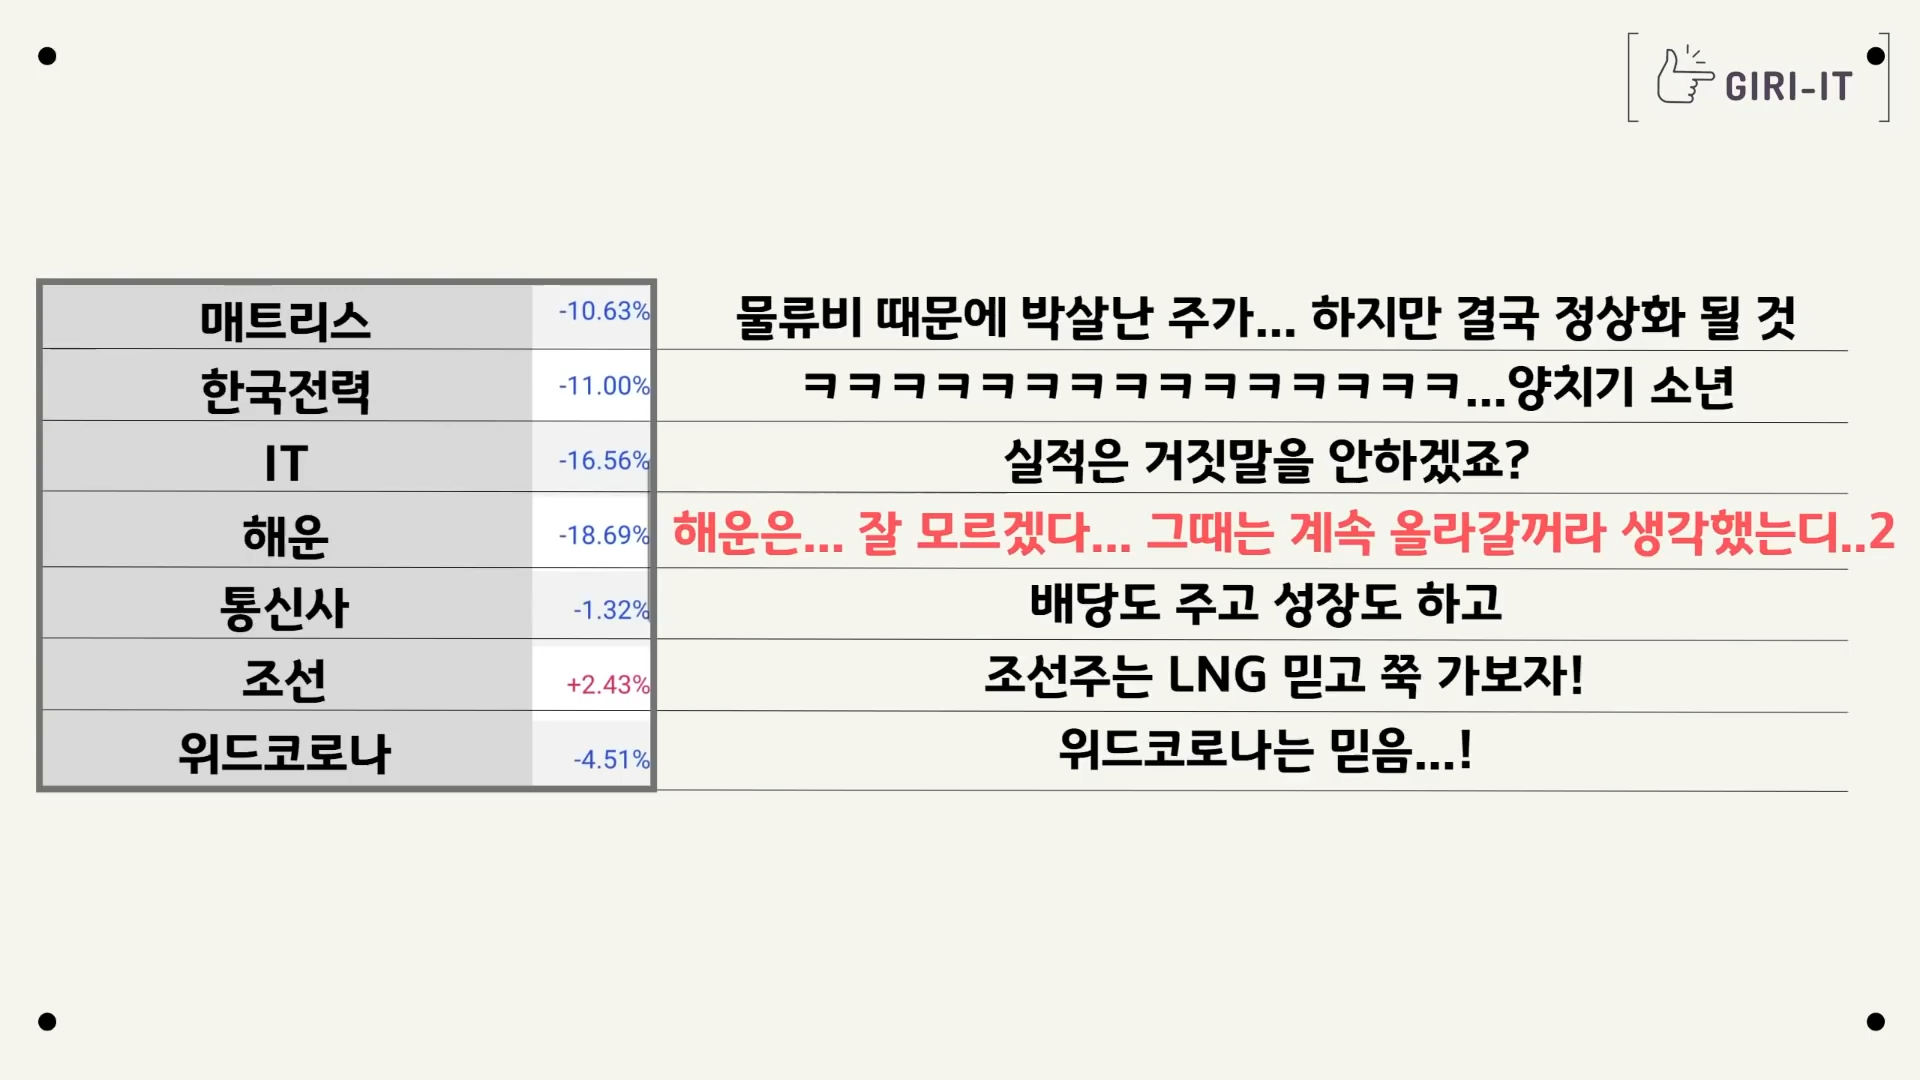 GIRI-IT
매트리스 -10.63% 물류비 때문에 박살난 주가... 하지만 결국 정상화 될 것
한국전력 -11.00% ㅋㅋㅋㅋㅋㅋㅋㅋㅋㅋㅋㅋㅋㅋㅋ...양치기 소년
IT -16.56% 실적은 거짓말을 안하겠죠?
해운 -18.69% 해운은... 잘 모르겠다... 그때는 계속 올라갈꺼라 생각했는디..2
통신사 -1.32% 배당도 주고 성장도 하고
조선 +2.43% 조선주는 LNG 믿고 쭉 가보자!
위드코로나 -4.51% 위드코로나는 믿음...!